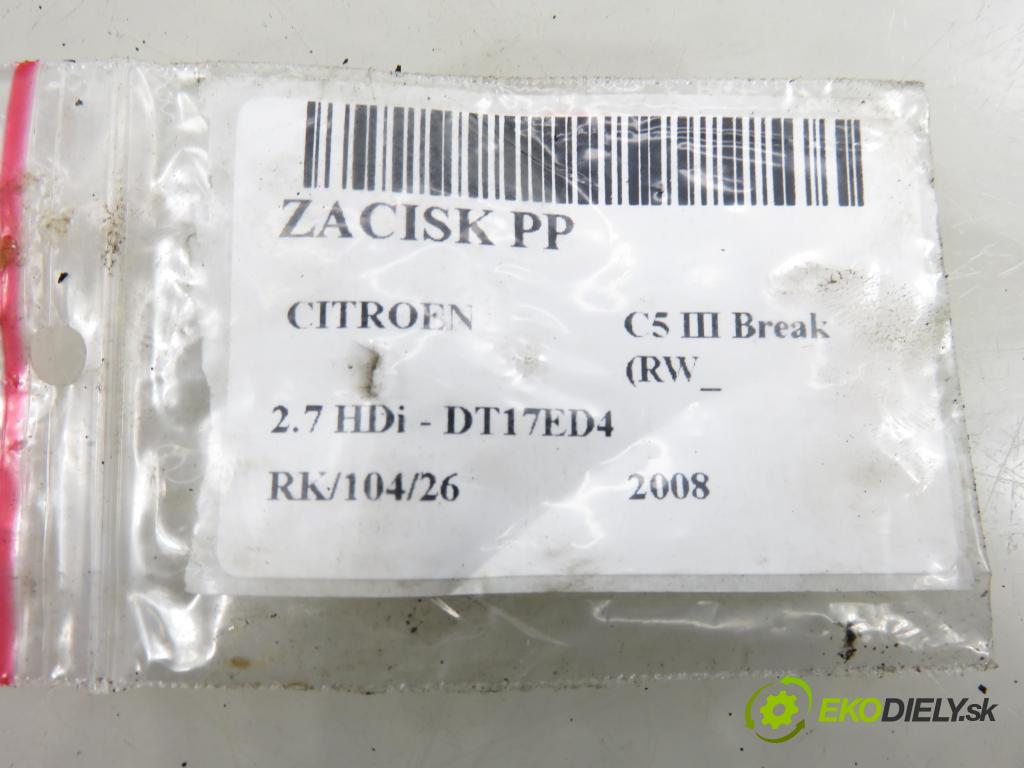 ZACISK PP
CITROEN C5 III Break
(RW_
2.7 HDi - DT17ED4
RK/104/26 2008
EKODIELY.sk